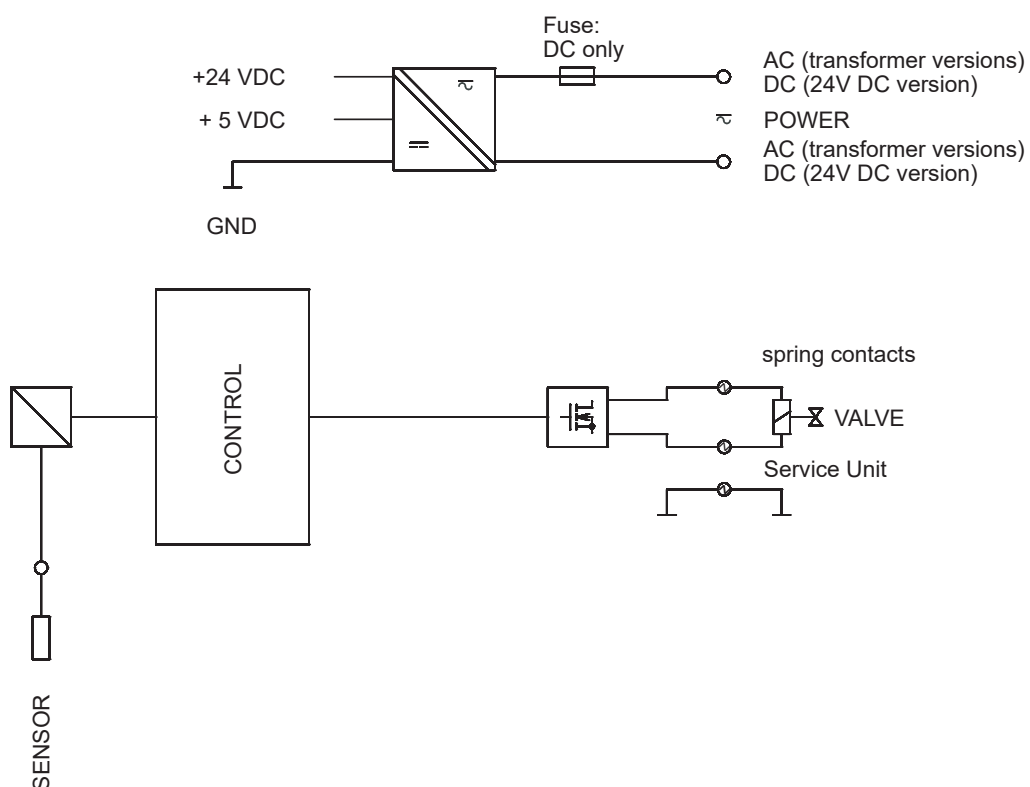 Fuse:
DC only
+24 VDC
AC (transformer versions)
DC (24V DC version)
+ 5 VDC
POWER
AC (transformer versions)
DC (24V DC version)
GND
spring contacts
CONTROL
VALVE
Service Unit
SENSOR